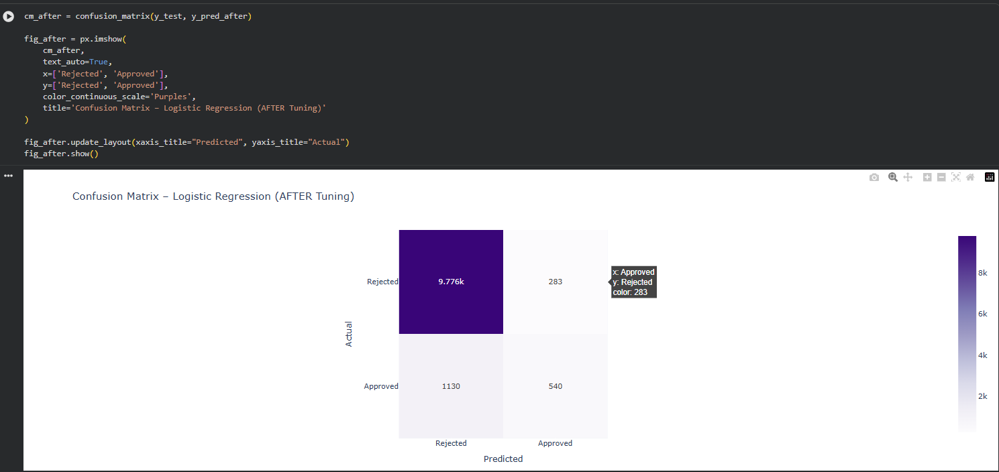 cm_after = confusion_matrix(y_test, y_pred_after)
fig_after = px.imshow(
    cm_after,
    text_auto=True,
    x=['Rejected', 'Approved'],
    y=['Rejected', 'Approved'],
    color_continuous_scale='Purples',
    title='Confusion Matrix – Logistic Regression (AFTER Tuning)'
)
fig_after.update_layout(xaxis_title="Predicted", yaxis_title="Actual")
fig_after.show()
Confusion Matrix – Logistic Regression (AFTER Tuning)
Rejected
9.776k
283
x: Approved
y: Rejected
color: 283
8k
6k
Actual
4k
Approved
1130
540
2k
Rejected
Approved
Predicted